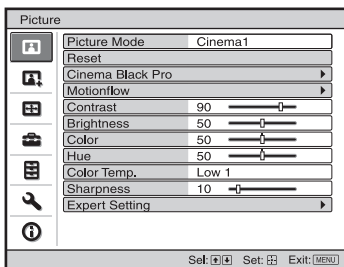 Picture
Picture Mode Cinema1
Reset
Cinema Black Pro
Motionflow
Contrast 90
Brightness 50
Color 50
Hue 50
Color Temp. Low 1
Sharpness 10
Expert Setting
Sel: Set: Exit: MENU